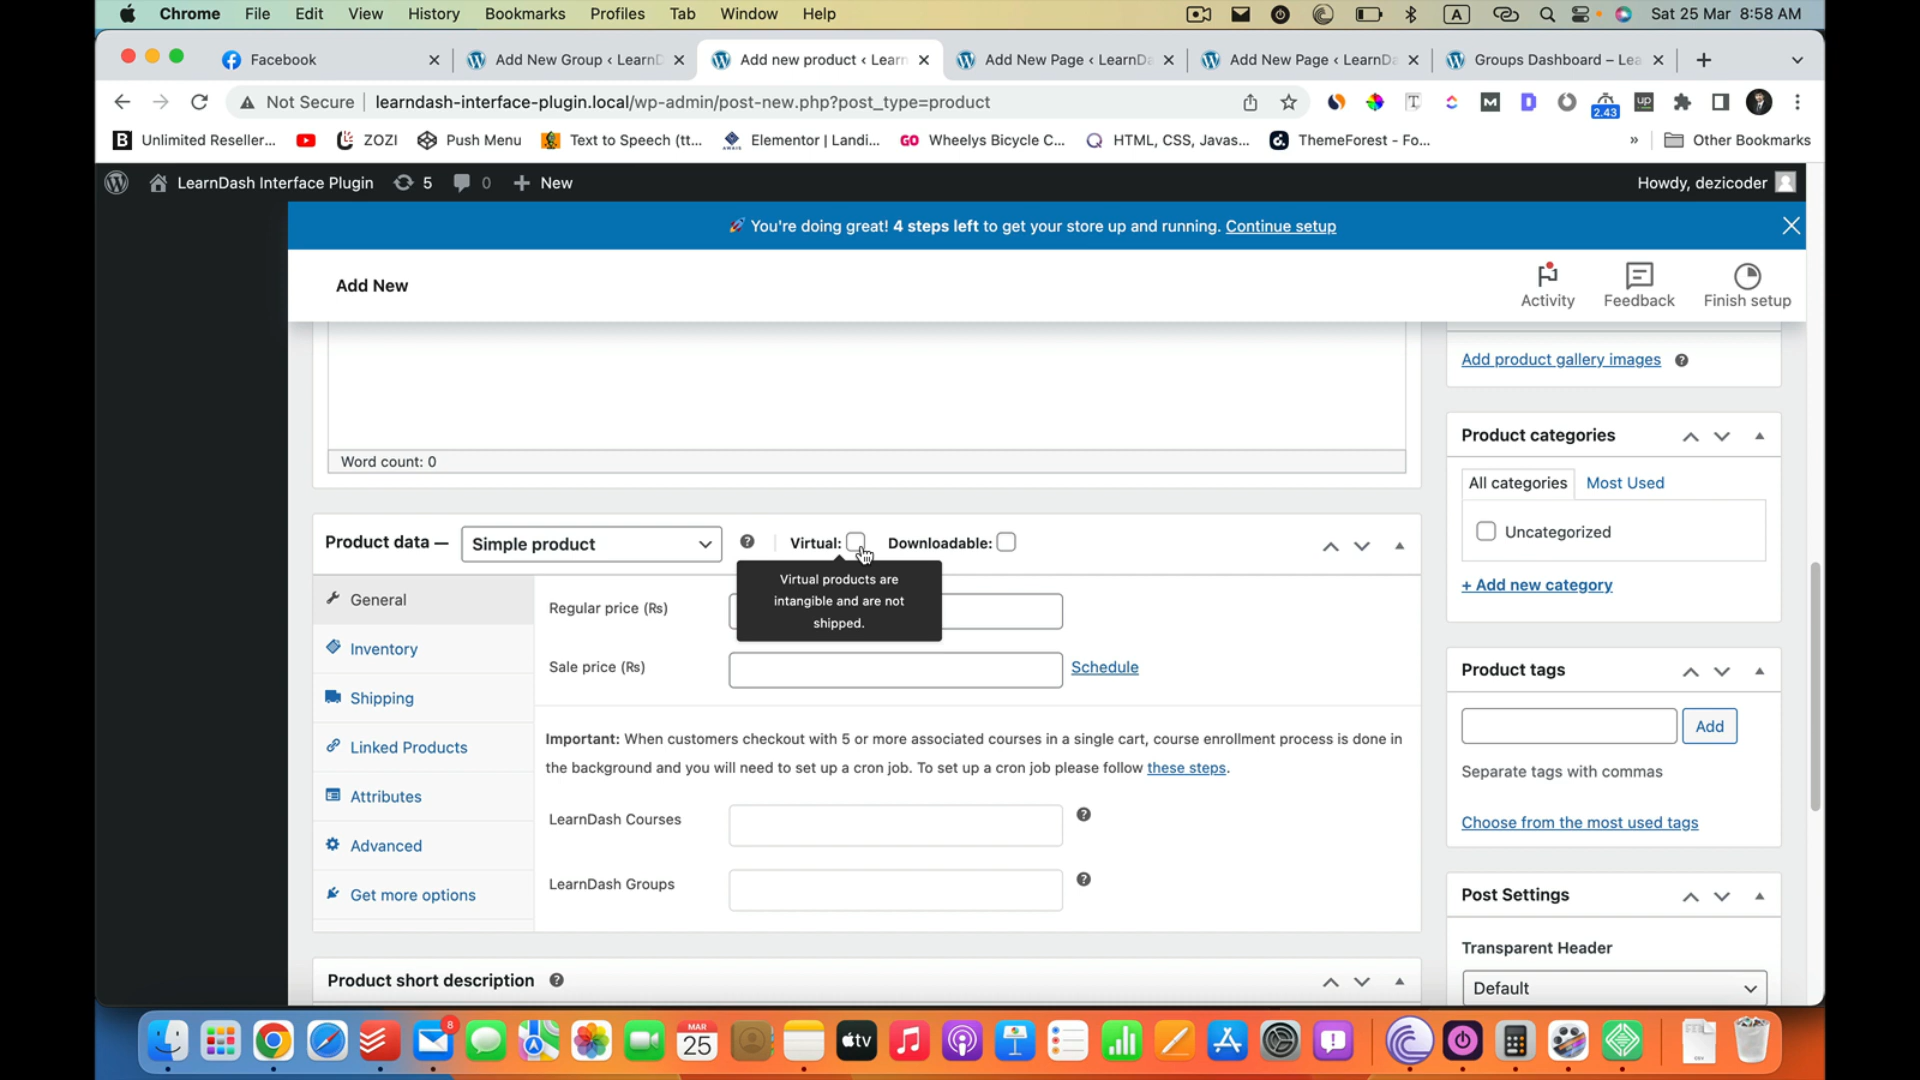 Chrome File Edit View History Bookmarks Profiles Tab Window Help A Sat 25 Mar 8:58 AM
Facebook Add New Group ‹ LearnD Add new product ‹ Learn Add New Page ‹ LearnDa Add New Page ‹ LearnDa Groups Dashboard – Lea
Not Secure learndash-interface-plugin.local/wp-admin/post-new.php?post_type=product T M D up 2.43
B Unlimited Reseller... ZOZI Push Menu Text to Speech (tt... Elementor | Landi... GO Wheelys Bicycle C... HTML, CSS, Javas... ThemeForest - Fo... » Other Bookmarks
LearnDash Interface Plugin 5 0 + New Howdy, dezicoder
You're doing great! 4 steps left to get your store up and running. Continue setup
Add New
Activity Feedback Finish setup
Add product gallery images
Word count: 0
Product categories
All categories Most Used
Uncategorized
+ Add new category
Product data — Simple product Virtual: Downloadable:
Virtual products are
intangible and are not
shipped.
General
Inventory
Shipping
Linked Products
Attributes
Advanced
Get more options
Regular price (₨)
Sale price (₨) Schedule
Important: When customers checkout with 5 or more associated courses in a single cart, course enrollment process is done in
the background and you will need to set up a cron job. To set up a cron job please follow these steps.
LearnDash Courses
LearnDash Groups
Product tags
Add
Separate tags with commas
Choose from the most used tags
Post Settings
Transparent Header
Default
Product short description
8
MAR
25
tv